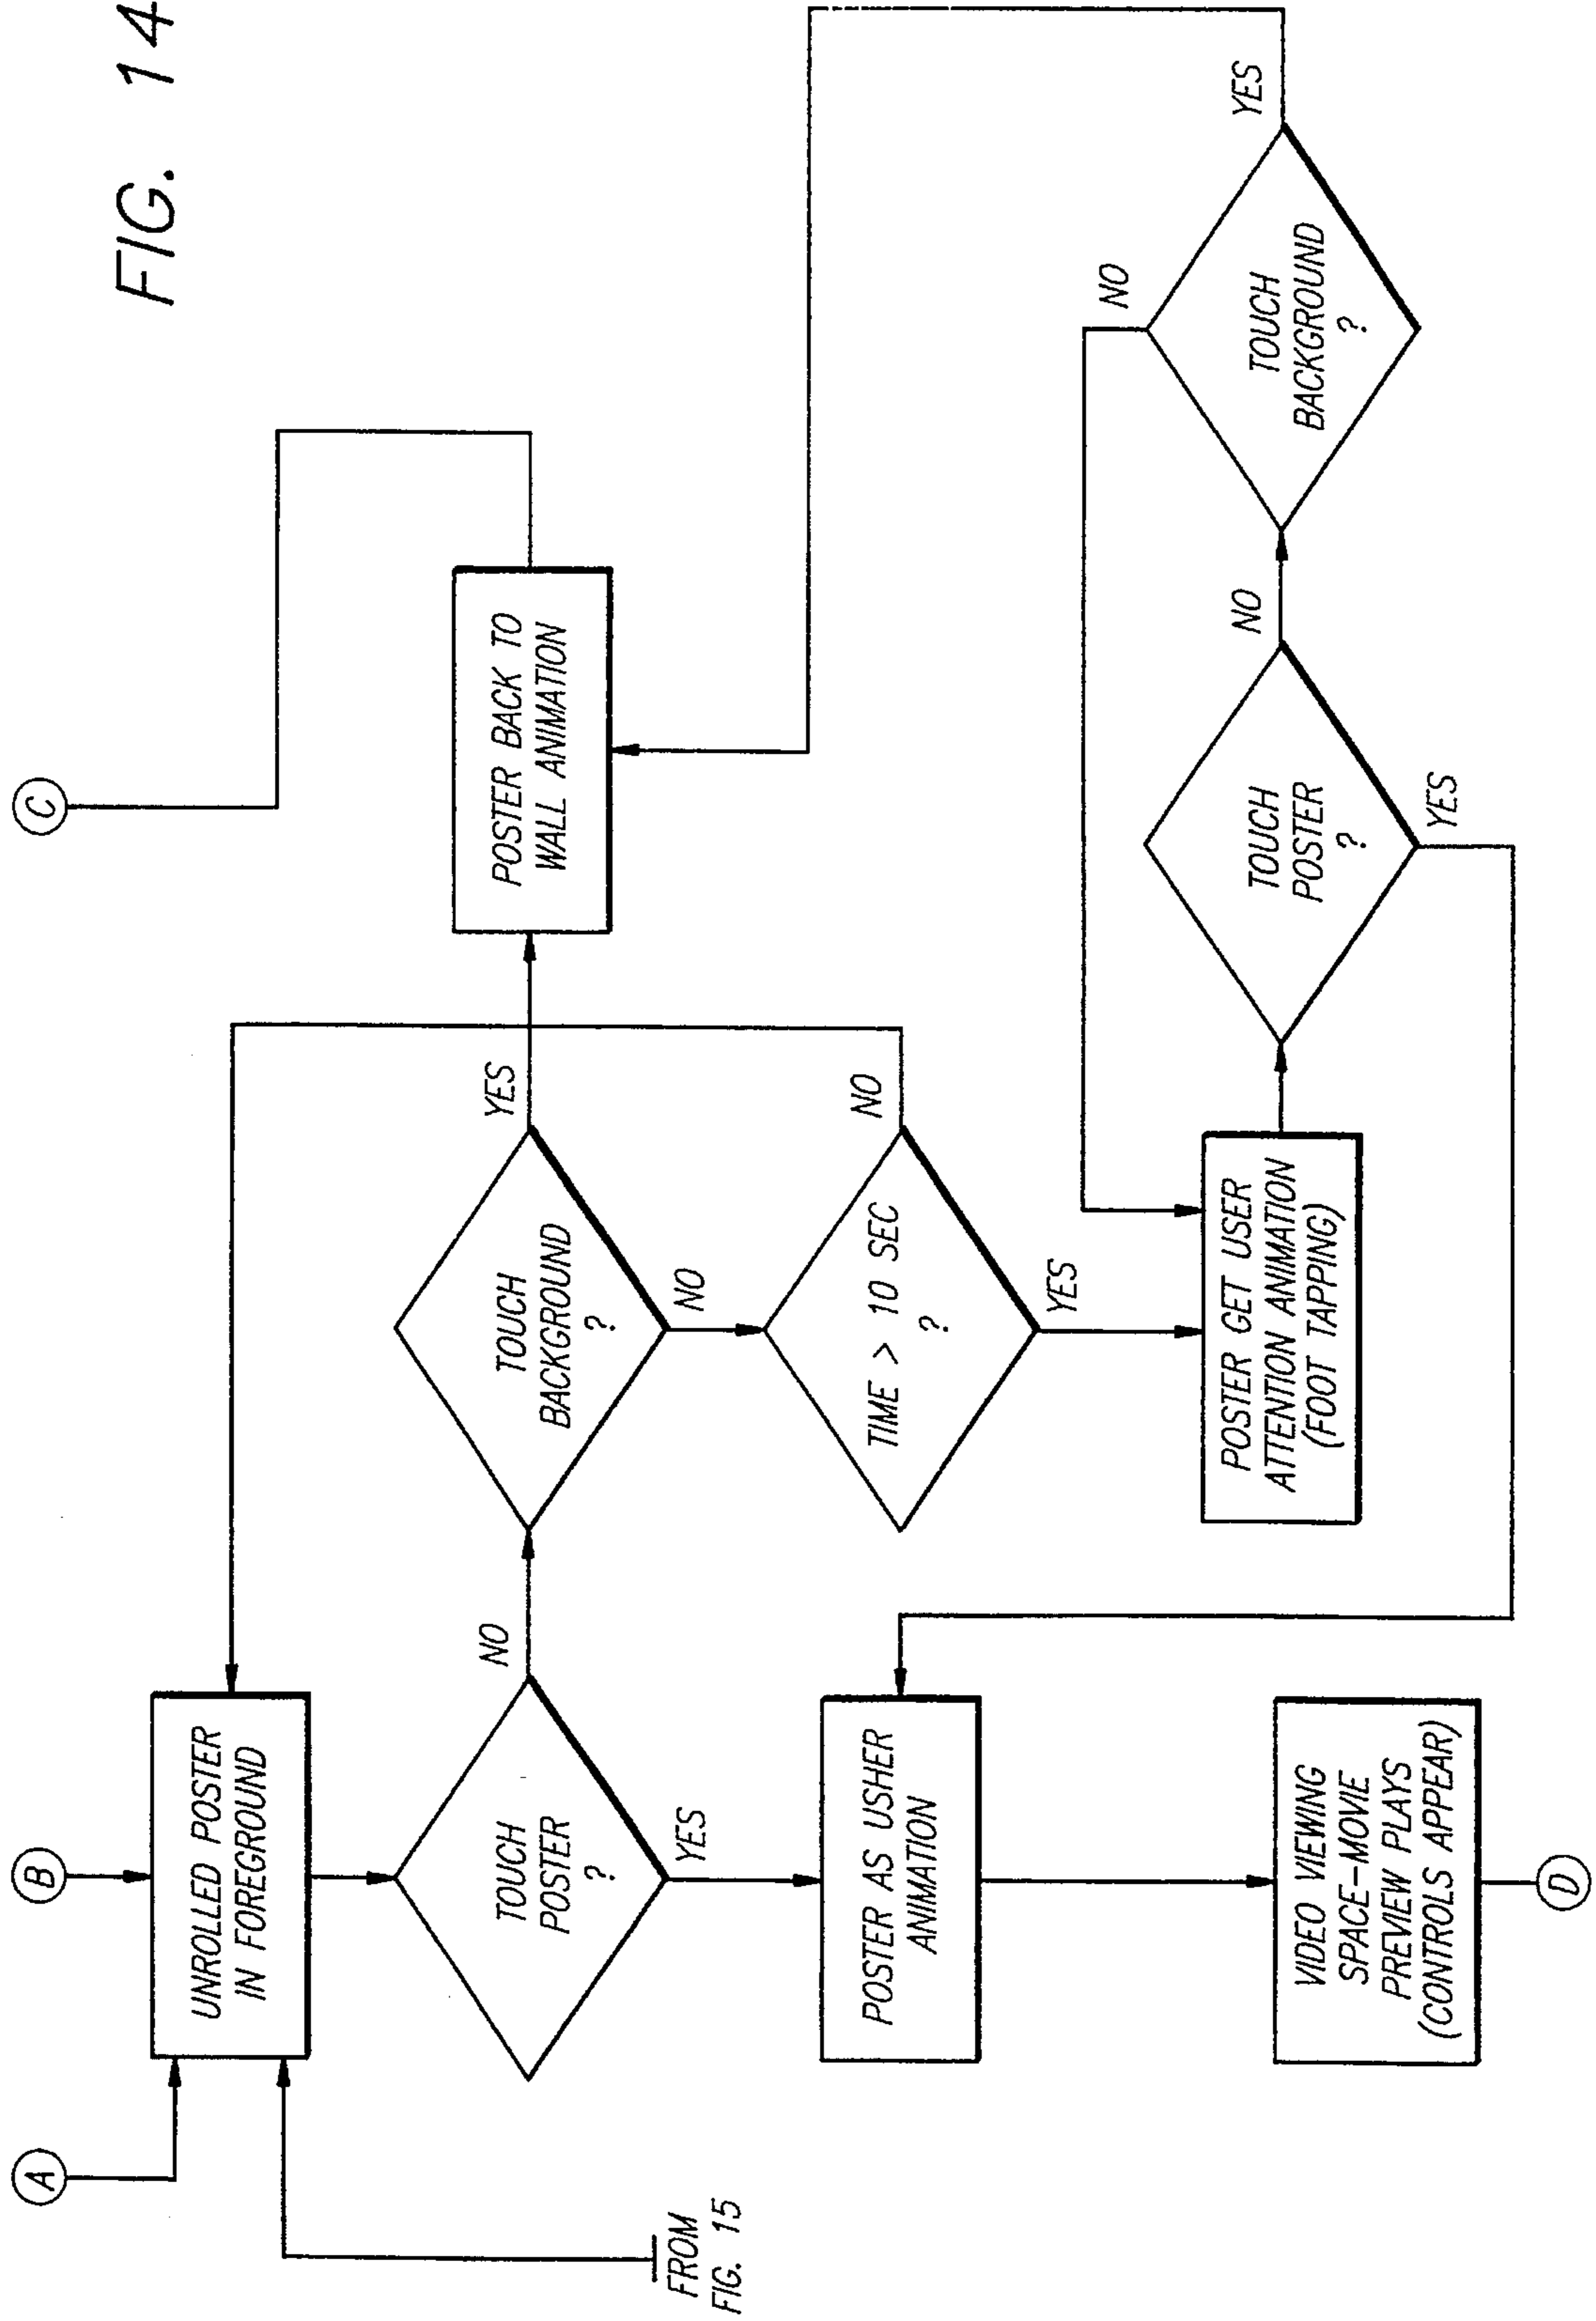 FIG. 14
A
B
C
FROM
FIG. 15
UNROLLED POSTER
IN FOREGROUND
TOUCH
POSTER
?
NO
YES
TOUCH
BACKGROUND
?
YES
NO
POSTER BACK TO
WALL ANIMATION
TIME > 10 SEC
?
NO
YES
POSTER AS USHER
ANIMATION
POSTER GET USER
ATTENTION ANIMATION
(FOOT TAPPING)
TOUCH
POSTER
?
NO
YES
TOUCH
BACKGROUND
?
NO
YES
VIDEO VIEWING
SPACE-MOVIE
PREVIEW PLAYS
(CONTROLS APPEAR)
D